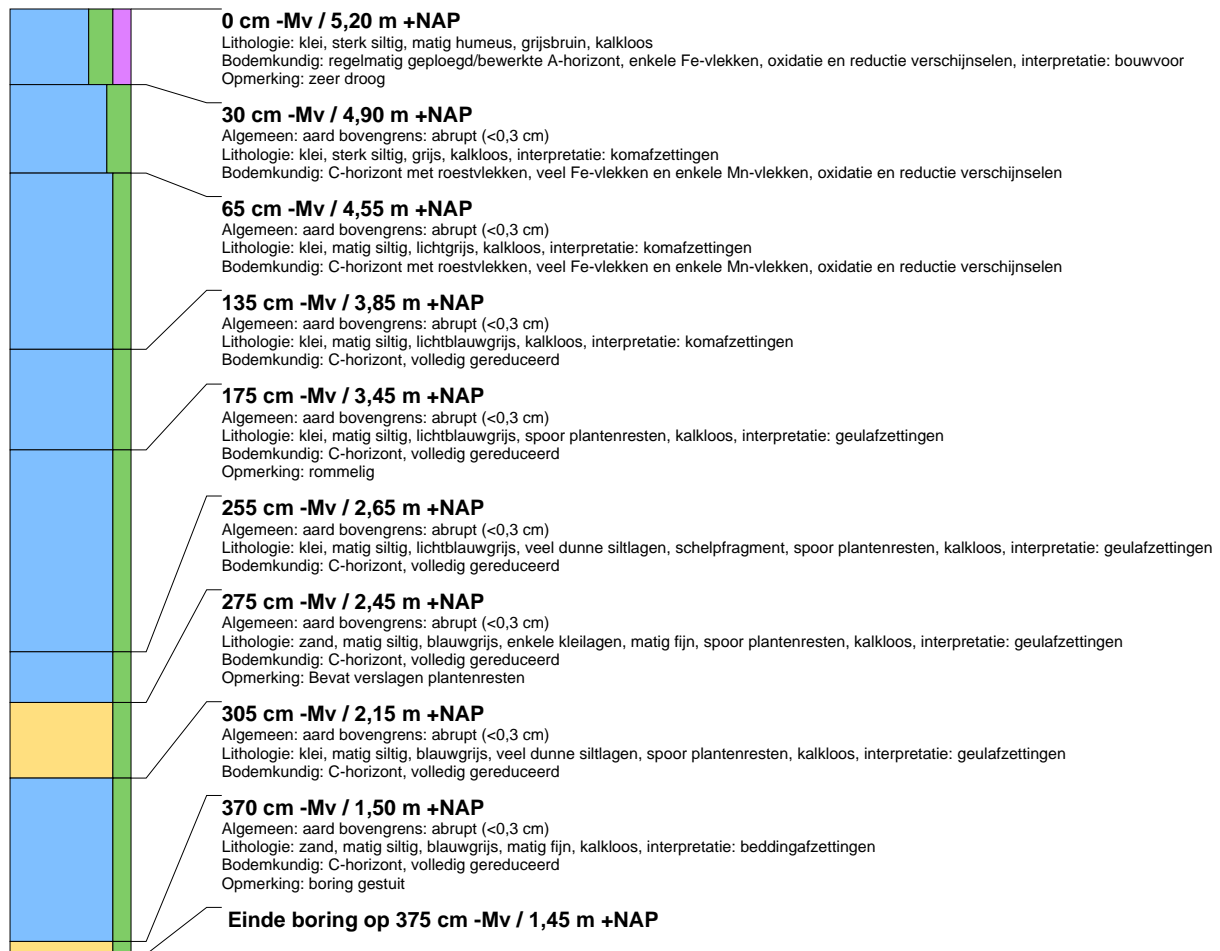 0 cm -Mv / 5,20 m +NAP
Lithologie: klei, sterk siltig, matig humeus, grijsbruin, kalkloos
Bodemkundig: regelmatig geploegd/bewerkte A-horizont, enkele Fe-vlekken, oxidatie en reductie verschijnselen, interpretatie: bouwvoor
Opmerking: zeer droog
30 cm -Mv / 4,90 m +NAP
Algemeen: aard bovengrens: abrupt (<0,3 cm)
Lithologie: klei, sterk siltig, grijs, kalkloos, interpretatie: komafzettingen
Bodemkundig: C-horizont met roestvlekken, veel Fe-vlekken en enkele Mn-vlekken, oxidatie en reductie verschijnselen
65 cm -Mv / 4,55 m +NAP
Algemeen: aard bovengrens: abrupt (<0,3 cm)
Lithologie: klei, matig siltig, lichtgrijs, kalkloos, interpretatie: komafzettingen
Bodemkundig: C-horizont met roestvlekken, veel Fe-vlekken en enkele Mn-vlekken, oxidatie en reductie verschijnselen
135 cm -Mv / 3,85 m +NAP
Algemeen: aard bovengrens: abrupt (<0,3 cm)
Lithologie: klei, matig siltig, lichtblauwgrijs, kalkloos, interpretatie: komafzettingen
Bodemkundig: C-horizont, volledig gereduceerd
175 cm -Mv / 3,45 m +NAP
Algemeen: aard bovengrens: abrupt (<0,3 cm)
Lithologie: klei, matig siltig, lichtblauwgrijs, spoor plantenresten, kalkloos, interpretatie: geulafzettingen
Bodemkundig: C-horizont, volledig gereduceerd
Opmerking: rommelig
255 cm -Mv / 2,65 m +NAP
Algemeen: aard bovengrens: abrupt (<0,3 cm)
Lithologie: klei, matig siltig, lichtblauwgrijs, veel dunne siltlagen, schelpfragment, spoor plantenresten, kalkloos, interpretatie: geulafzettingen
Bodemkundig: C-horizont, volledig gereduceerd
275 cm -Mv / 2,45 m +NAP
Algemeen: aard bovengrens: abrupt (<0,3 cm)
Lithologie: zand, matig siltig, blauwgrijs, enkele kleilagen, matig fijn, spoor plantenresten, kalkloos, interpretatie: geulafzettingen
Bodemkundig: C-horizont, volledig gereduceerd
Opmerking: Bevat verslagen plantenresten
305 cm -Mv / 2,15 m +NAP
Algemeen: aard bovengrens: abrupt (<0,3 cm)
Lithologie: klei, matig siltig, blauwgrijs, veel dunne siltlagen, spoor plantenresten, kalkloos, interpretatie: geulafzettingen
Bodemkundig: C-horizont, volledig gereduceerd
370 cm -Mv / 1,50 m +NAP
Algemeen: aard bovengrens: abrupt (<0,3 cm)
Lithologie: zand, matig siltig, blauwgrijs, matig fijn, kalkloos, interpretatie: beddingafzettingen
Bodemkundig: C-horizont, volledig gereduceerd
Opmerking: boring gestuit
Einde boring op 375 cm -Mv / 1,45 m +NAP